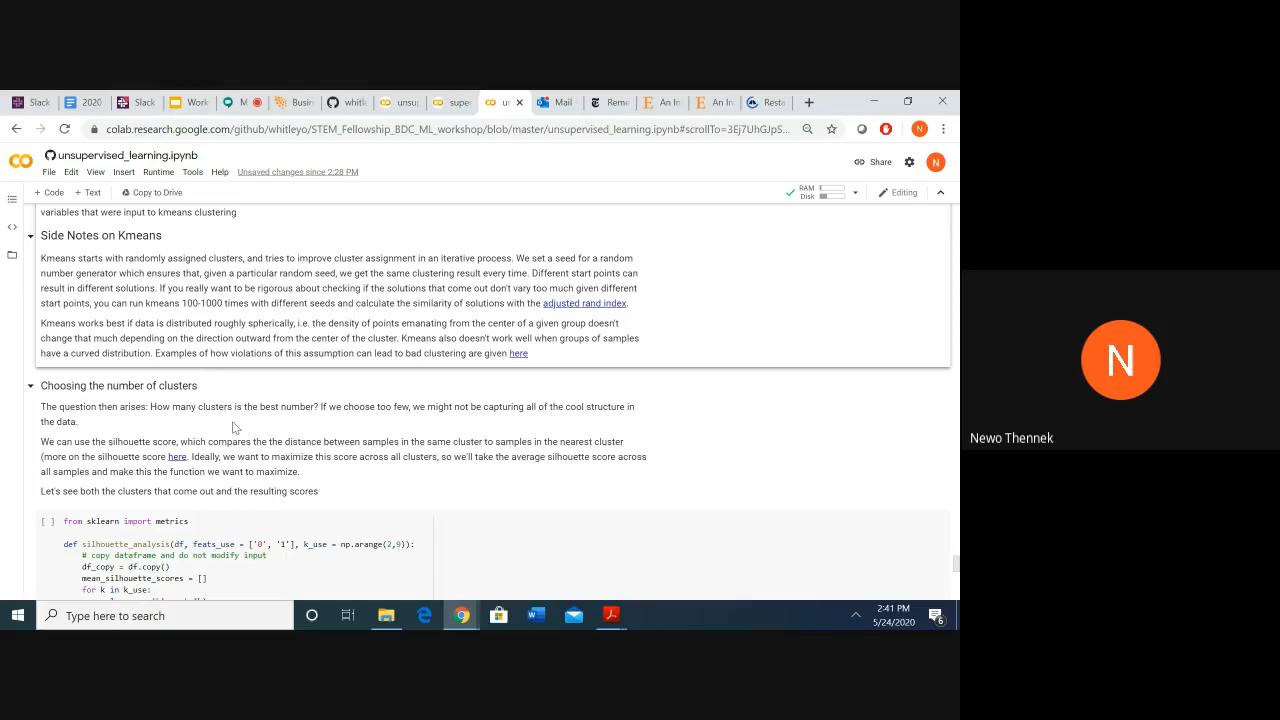 Slack
2020
Slack
Work
M
Busin
whitl
unsu
supe
un
Mail
Reme
An In
An In
Resta
colab.research.google.com/github/whitleyo/STEM_Fellowship_BDC_ML_workshop/blob/master/unsupervised_learning.ipynb#scrollTo=3Ej7UhGJpS...
N
unsupervised_learning.ipynb
File Edit View Insert Runtime Tools Help Unsaved changes since 2:28 PM
Share
N
+ Code + Text Copy to Drive
RAM
Disk
Editing
variables that were input to kmeans clustering
Side Notes on Kmeans
Kmeans starts with randomly assigned clusters, and tries to improve cluster assignment in an iterative process. We set a seed for a random
number generator which ensures that, given a particular random seed, we get the same clustering result every time. Different start points can
result in different solutions. If you really want to be rigorous about checking if the solutions that come out don't vary too much given different
start points, you can run kmeans 100-1000 times with different seeds and calculate the similarity of solutions with the adjusted rand index.
Kmeans works best if data is distributed roughly spherically, i.e. the density of points emanating from the center of a given group doesn't
change that much depending on the direction outward from the center of the cluster. Kmeans also doesn't work well when groups of samples
have a curved distribution. Examples of how violations of this assumption can lead to bad clustering are given here
Choosing the number of clusters
The question then arises: How many clusters is the best number? If we choose too few, we might not be capturing all of the cool structure in
the data.
We can use the silhouette score, which compares the the distance between samples in the same cluster to samples in the nearest cluster
(more on the silhouette score here. Ideally, we want to maximize this score across all clusters, so we'll take the average silhouette score across
all samples and make this the function we want to maximize.
Let's see both the clusters that come out and the resulting scores
[ ] from sklearn import metrics
def silhouette_analysis(df, feats_use = ['0', '1'], k_use = np.arange(2,9)):
# copy dataframe and do not modify input
df_copy = df.copy()
mean_silhouette_scores = []
for k in k_use:
Type here to search
2:41 PM
5/24/2020
6
N
Newo Thennek